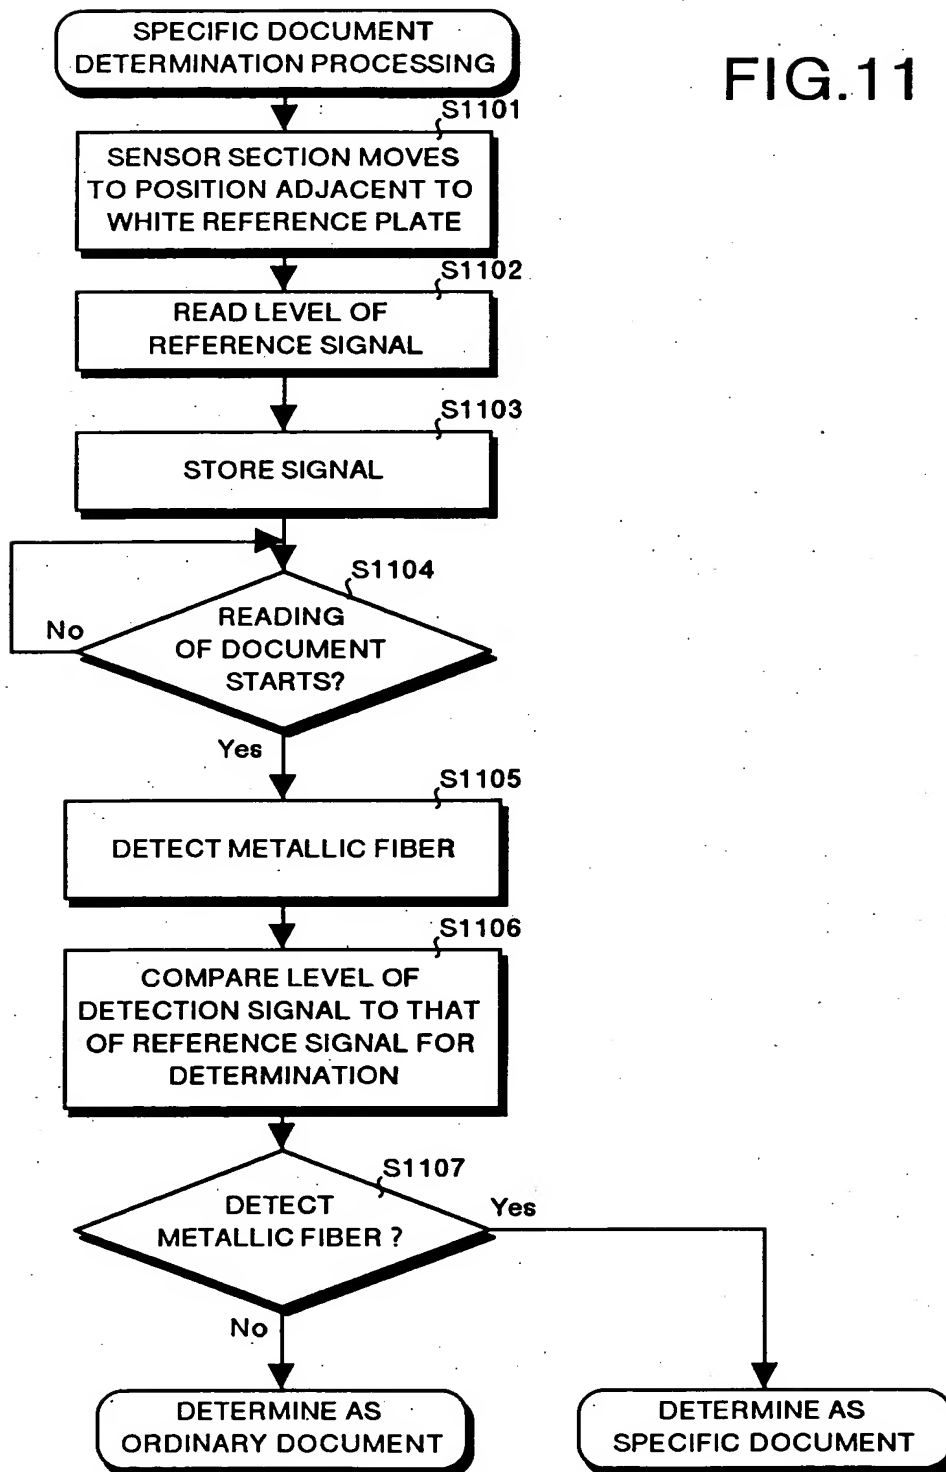 SPECIFIC DOCUMENT
DETERMINATION PROCESSING
FIG.11
S1101
SENSOR SECTION MOVES
TO POSITION ADJACENT TO
WHITE REFERENCE PLATE
S1102
READ LEVEL OF
REFERENCE SIGNAL
S1103
STORE SIGNAL
S1104
READING
OF DOCUMENT
STARTS?
No
Yes
S1105
DETECT METALLIC FIBER
S1106
COMPARE LEVEL OF
DETECTION SIGNAL TO THAT
OF REFERENCE SIGNAL FOR
DETERMINATION
S1107
DETECT
METALLIC FIBER ?
Yes
No
DETERMINE AS
ORDINARY DOCUMENT
DETERMINE AS
SPECIFIC DOCUMENT